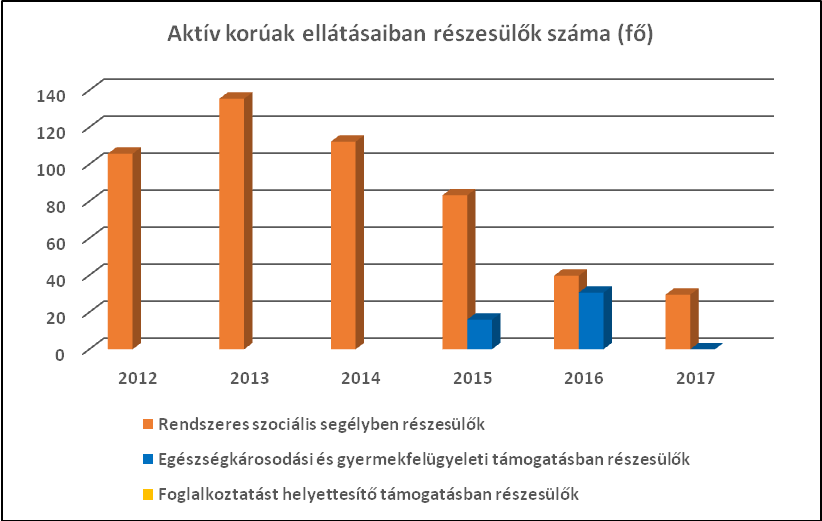 Aktív korúak ellátásaiban részesülők száma (fő)
140
120
100
80
60
40
20
0
2012 2013 2014 2015 2016 2017
Rendszeres szociális segélyben részesülők
Egészségkárosodási és gyermekfelügyeleti támogatásban részesülők
Foglalkoztatást helyettesítő támogatásban részesülők